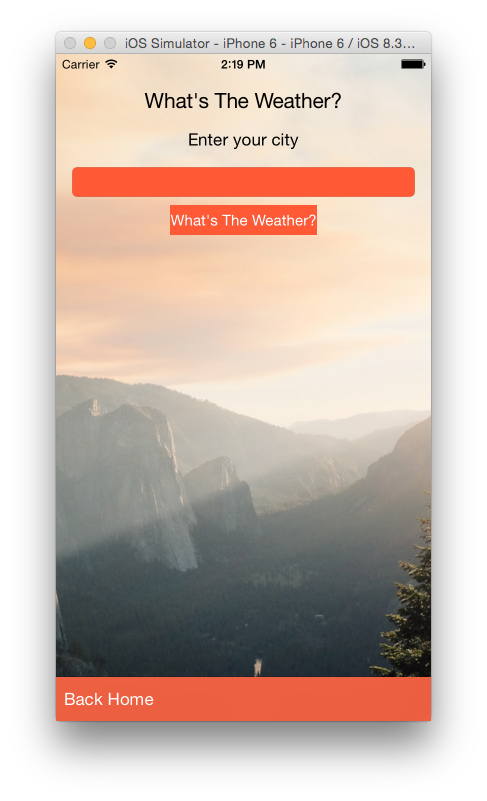 iOS Simulator - iPhone 6 - iPhone 6 / iOS 8.3...
Carrier 2:19 PM
What's The Weather?
Enter your city
What's The Weather?
Back Home